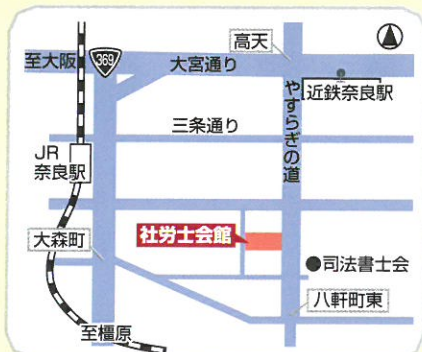 高天
至大阪
369
大宮通り
近鉄奈良駅
三条通り
やすらぎの道
JR
奈良駅
社労士会館
大森町
司法書士会
八軒町東
至橿原